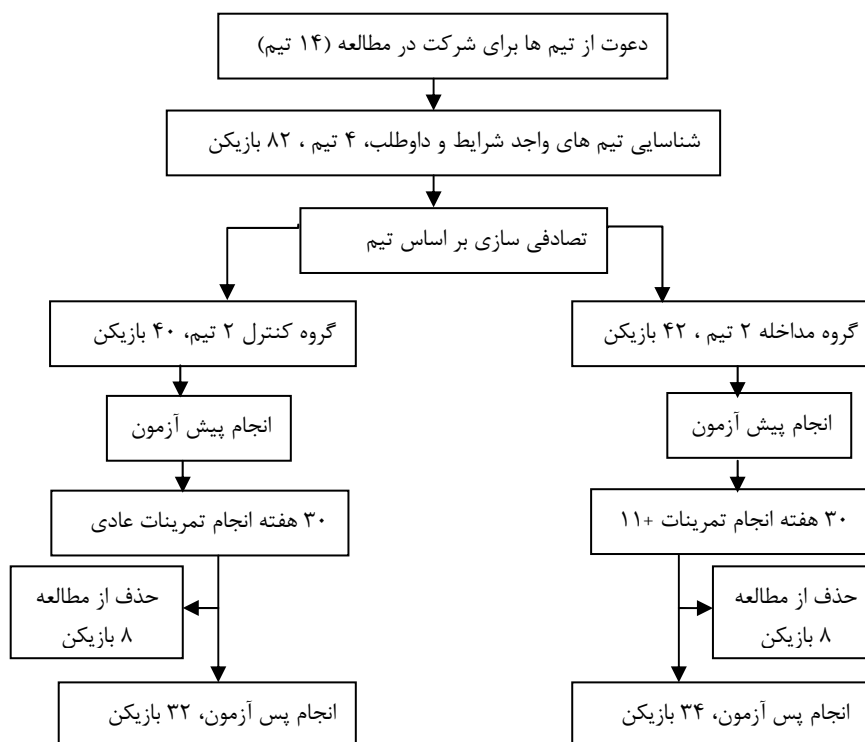 دعوت از تیم ها برای شرکت در مطالعه (۱۴ تیم)
شناسایی تیم های واجد شرایط و داوطلب، ۴ تیم ، ۸۲ بازیکن
تصادفی سازی بر اساس تیم
گروه مداخله ۲ تیم ، ۴۲ بازیکن
گروه کنترل ۲ تیم، ۴۰ بازیکن
انجام پیش آزمون
انجام پیش آزمون
۳۰ هفته انجام تمرینات +۱۱
۳۰ هفته انجام تمرینات عادی
حذف از مطالعه
۸ بازیکن
حذف از مطالعه
۸ بازیکن
انجام پس آزمون، ۳۴ بازیکن
انجام پس آزمون، ۳۲ بازیکن